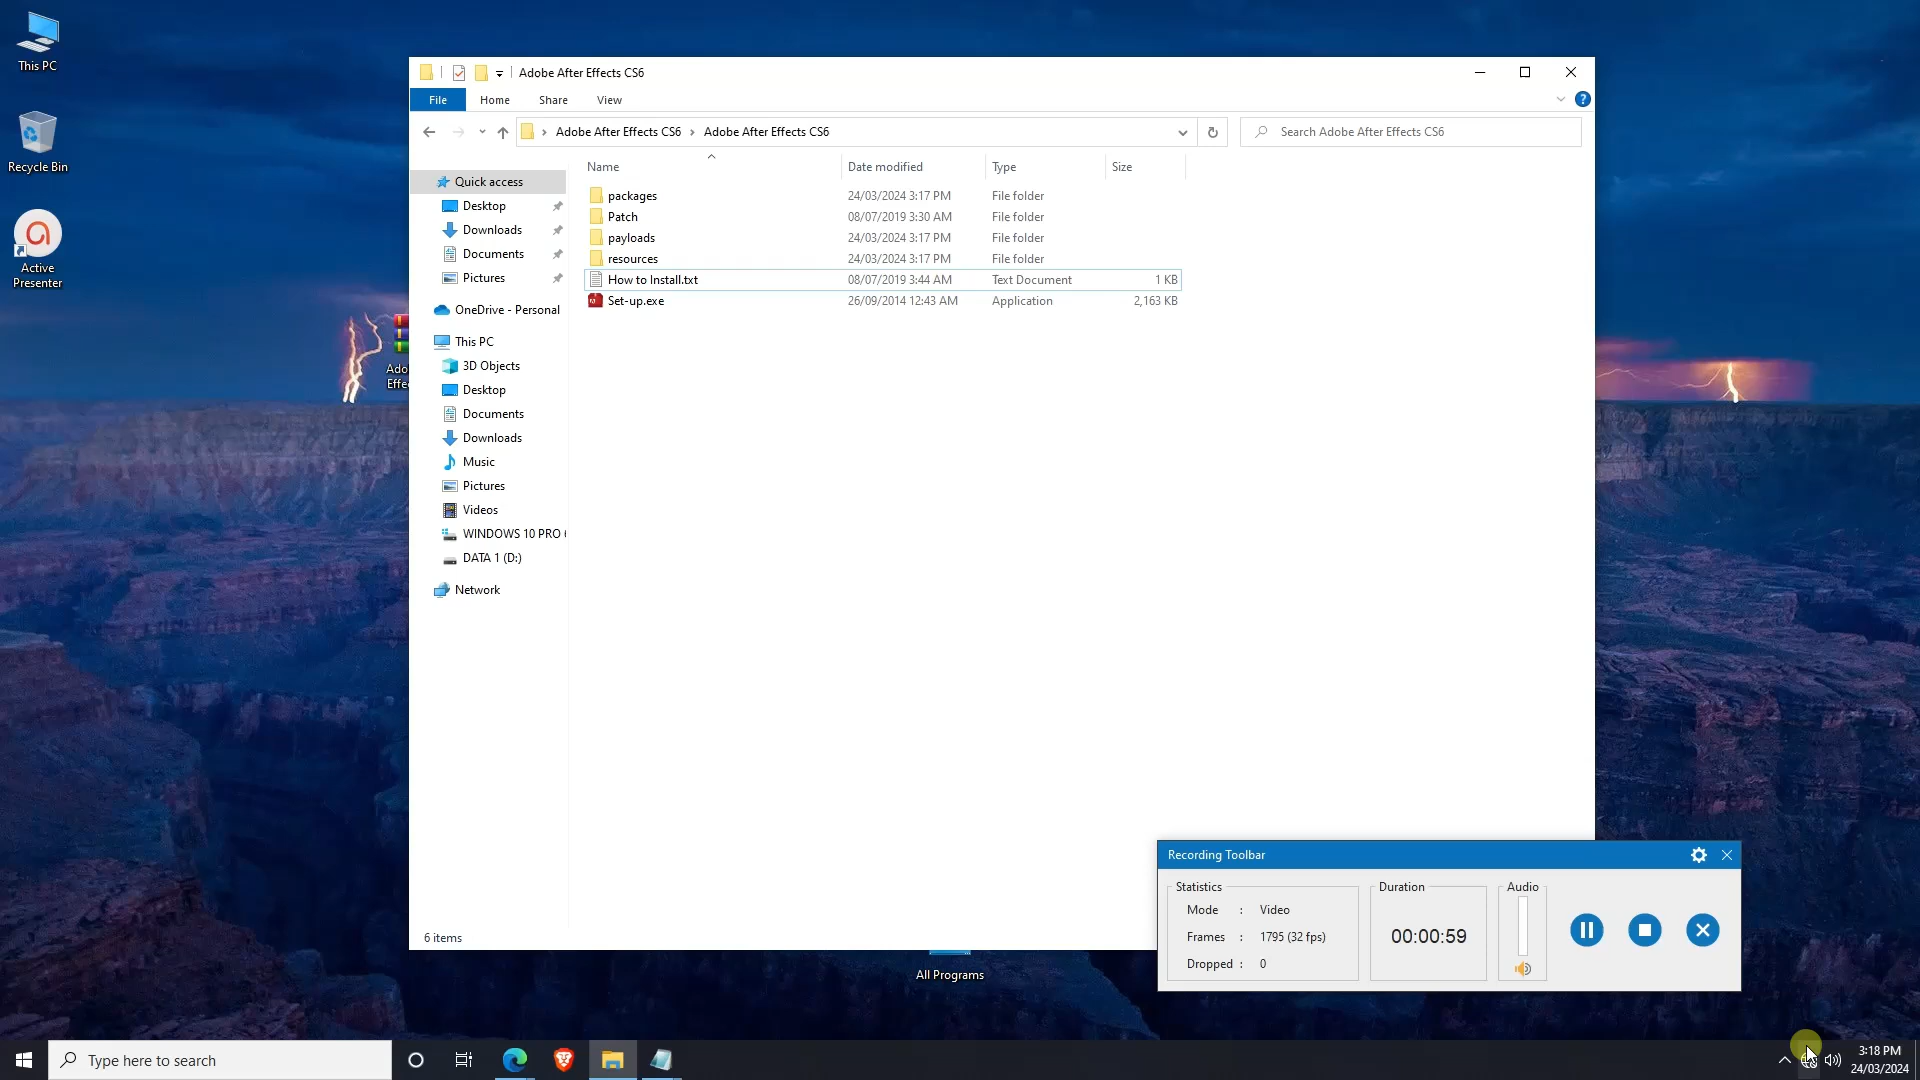 This PC
Recycle Bin
Active
Presenter
Ado
Effe
Adobe After Effects CS6
File
Home
Share
View
Adobe After Effects CS6
Adobe After Effects CS6
Search Adobe After Effects CS6
Name
Date modified
Type
Size
Quick access
Desktop
Downloads
Documents
Pictures
OneDrive - Personal
This PC
3D Objects
Desktop
Documents
Downloads
Music
Pictures
Videos
WINDOWS 10 PRO 6
DATA 1 (D:)
Network
packages 24/03/2024 3:17 PM File folder
Patch 08/07/2019 3:30 AM File folder
payloads 24/03/2024 3:17 PM File folder
resources 24/03/2024 3:17 PM File folder
How to Install.txt 08/07/2019 3:44 AM Text Document 1 KB
Set-up.exe 26/09/2014 12:43 AM Application 2,163 KB
6 items
Recording Toolbar
Statistics
Mode : Video
Frames : 1795 (32 fps)
Dropped : 0
Duration
00:00:59
Audio
All Programs
Type here to search
3:18 PM
24/03/2024